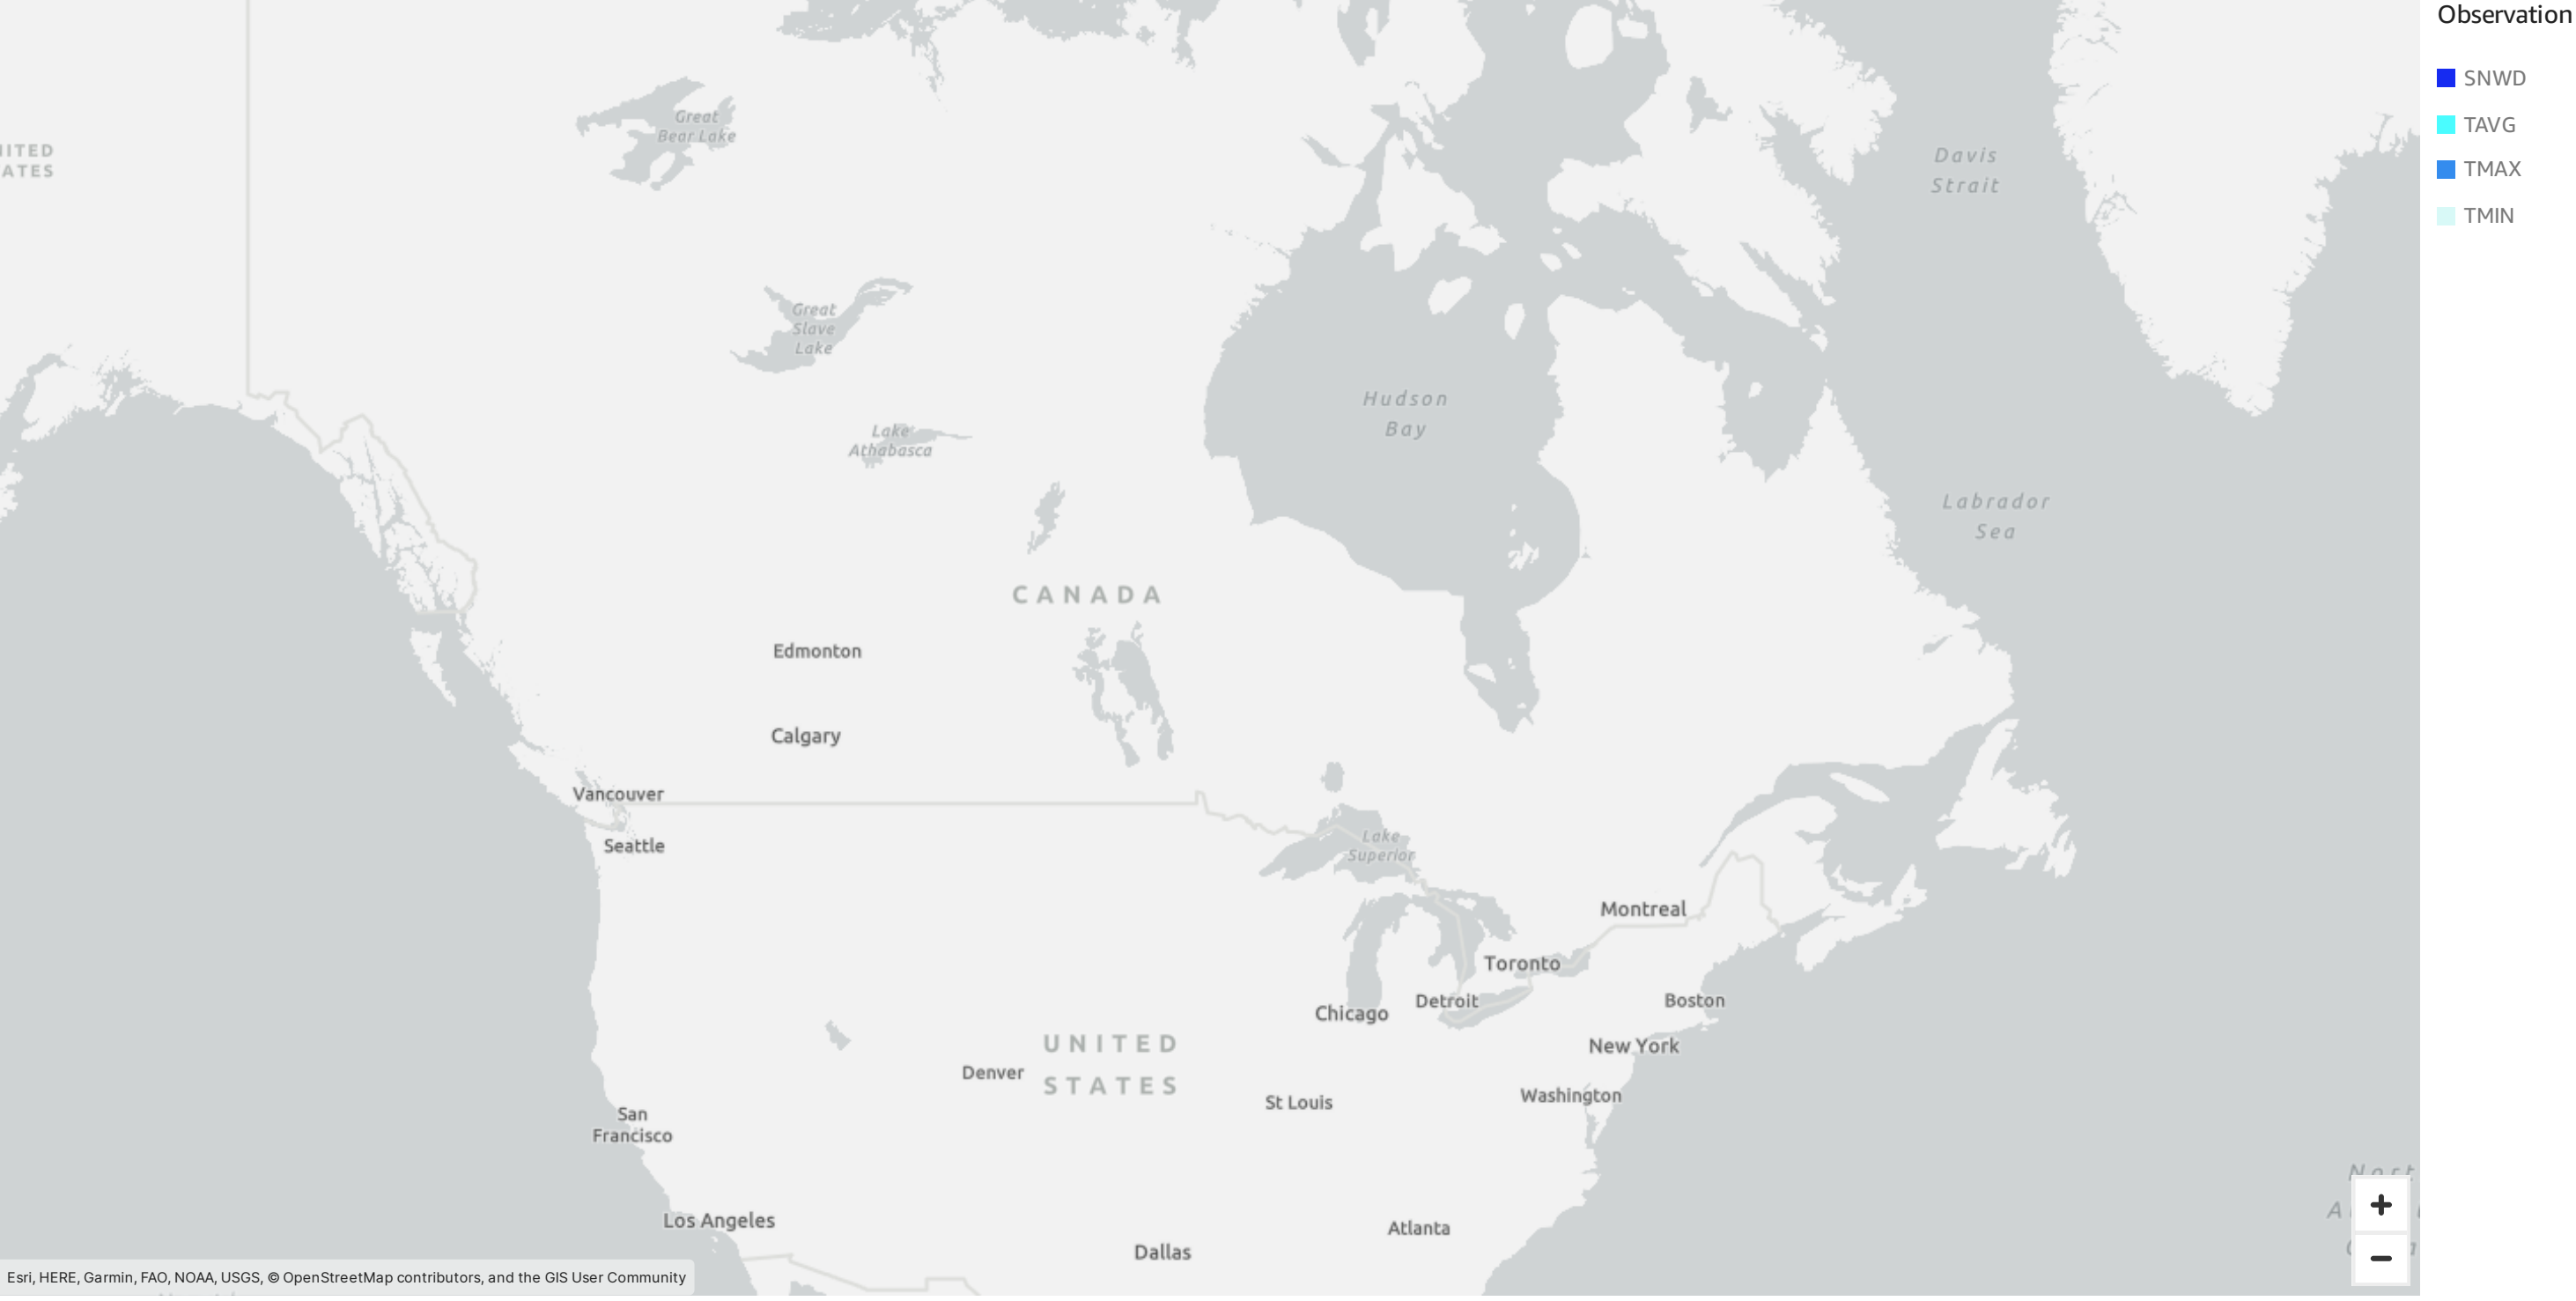 Observation
SNWD
TAVG
TMAX
TMIN
Great
Bear Lake
Davis
Strait
Great
Slave
Lake
Hudson
Bay
Lake
Athabasca
Labrador
Sea
CANADA
Edmonton
Calgary
Vancouver
Seattle
Lake
Superior
Montreal
Toronto
Detroit
Boston
Chicago
New York
UNITED
STATES
Denver
St Louis
Washington
San
Francisco
Los Angeles
Atlanta
Dallas
+
−
Esri, HERE, Garmin, FAO, NOAA, USGS, © OpenStreetMap contributors, and the GIS User Community